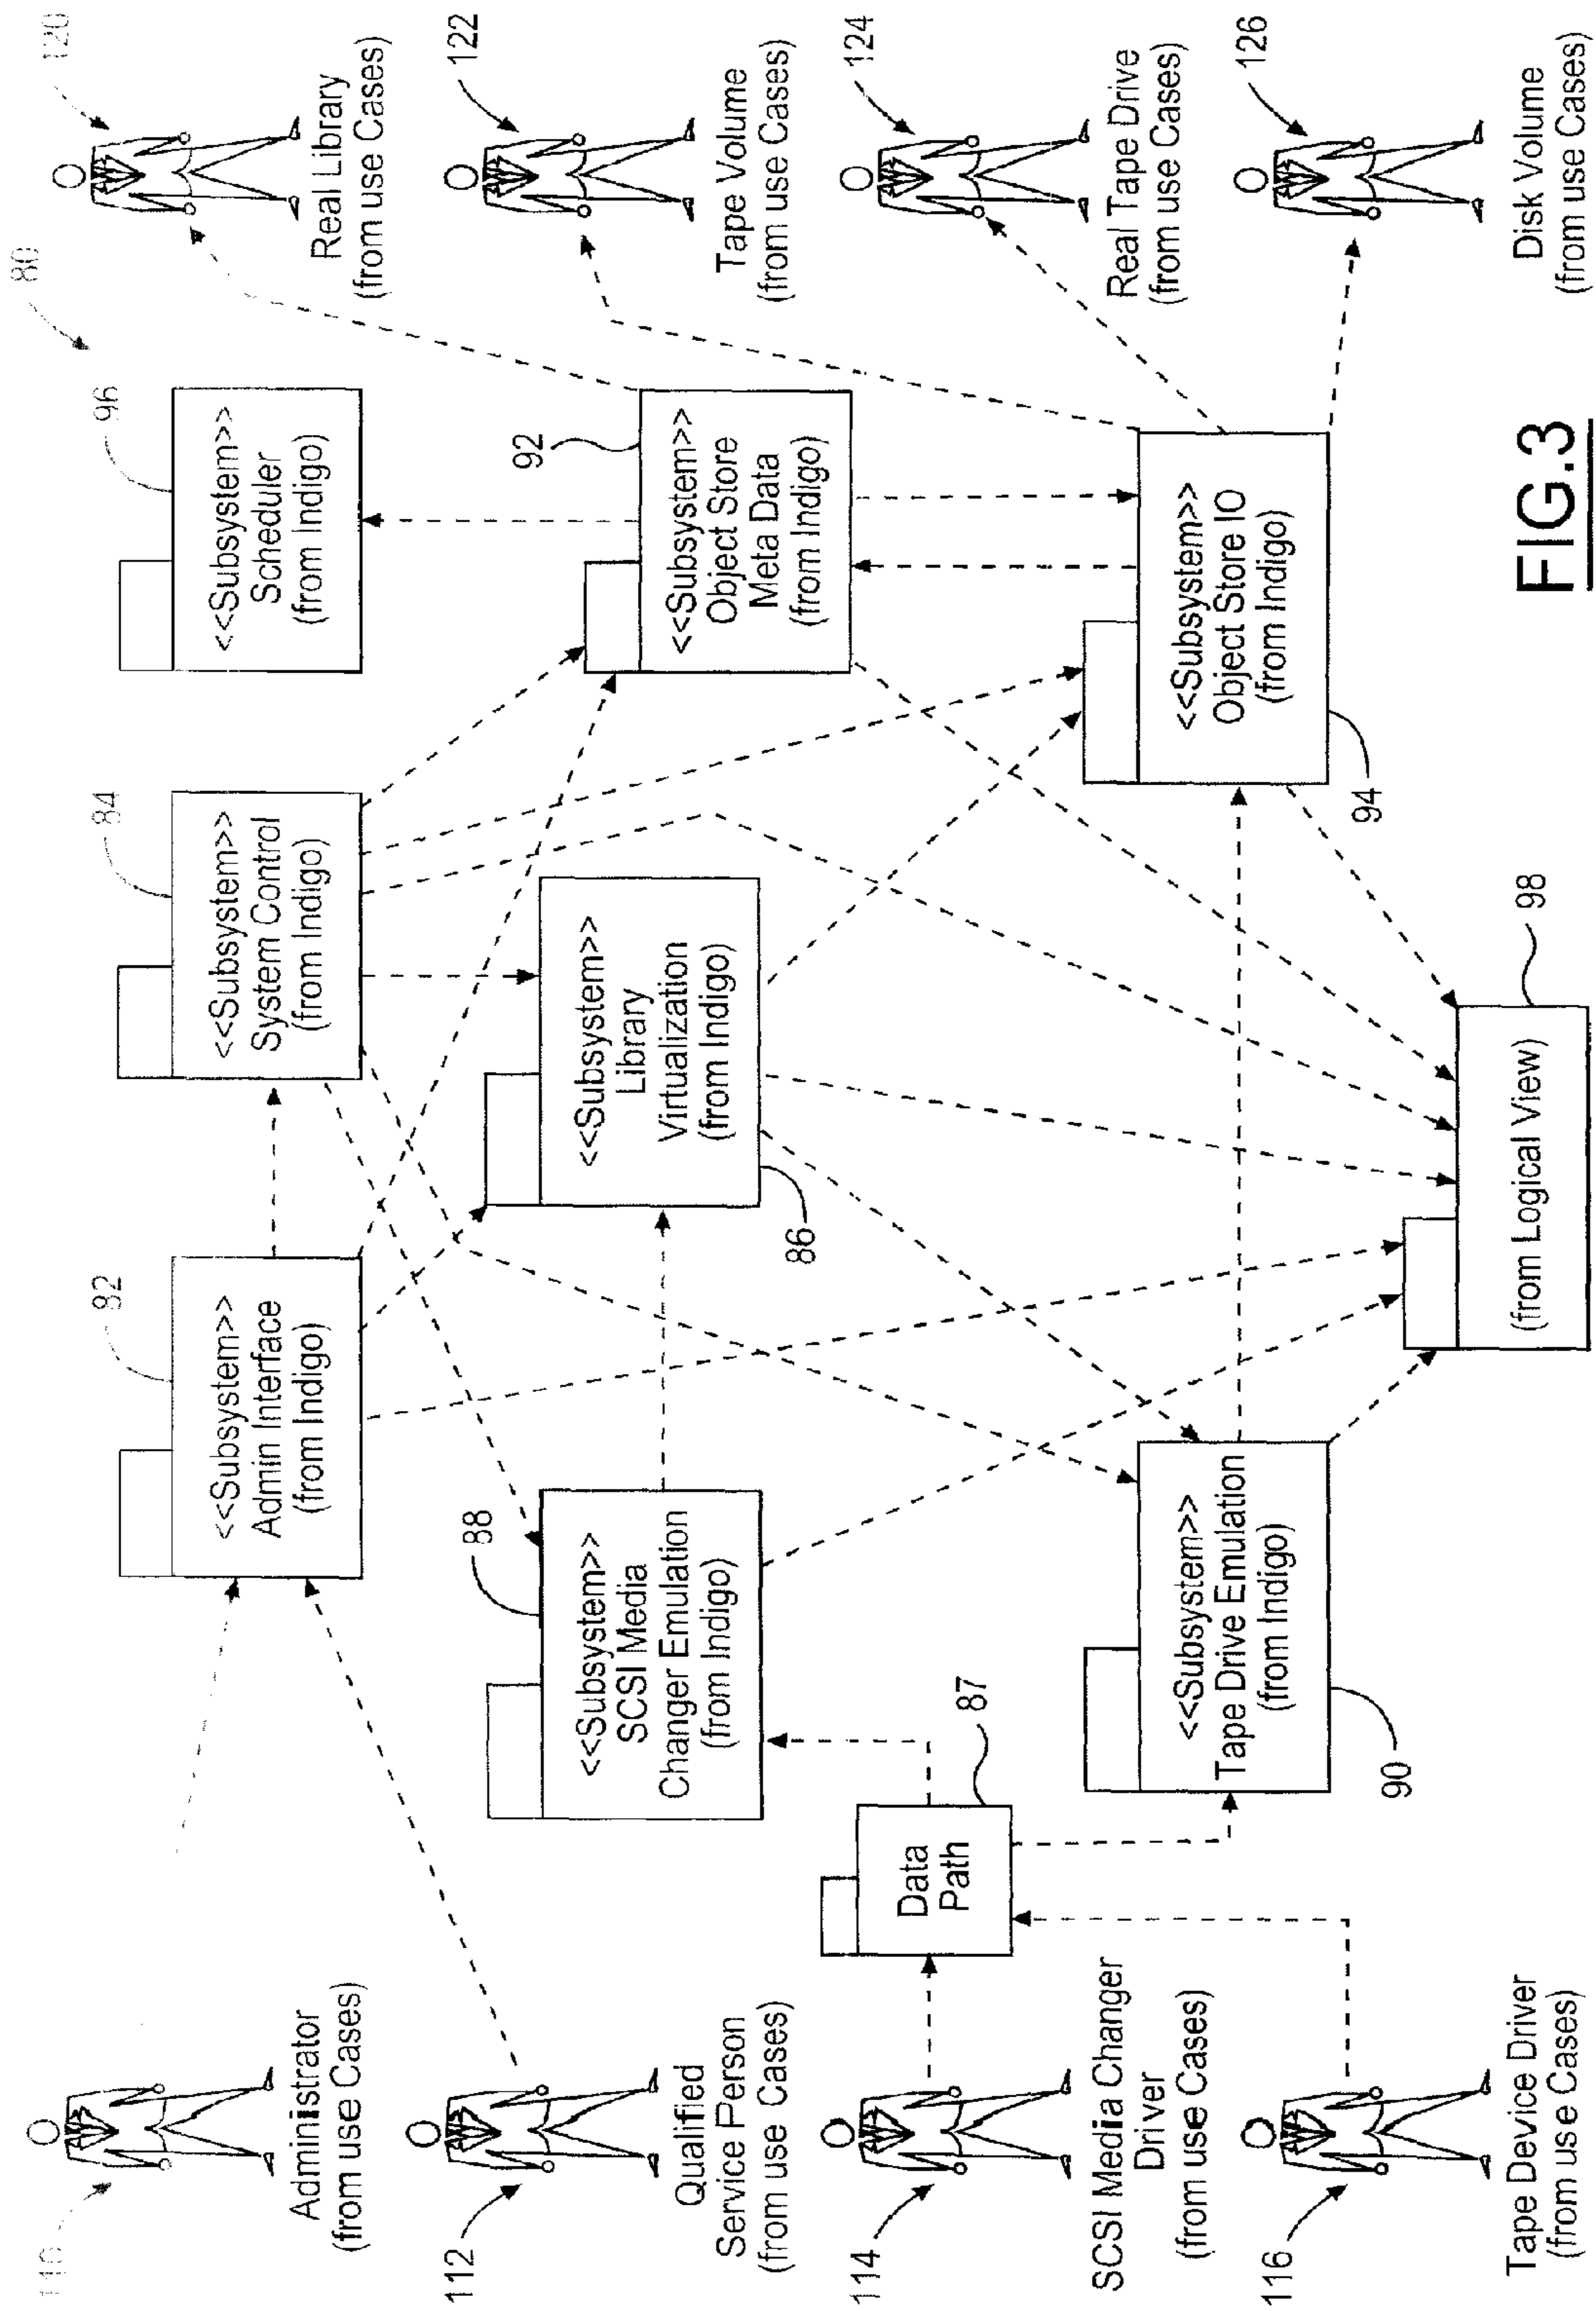 110
Administrator
(from use Cases)
112
Qualified
Service Person
(from use Cases)
114
SCSI Media Changer
Driver
(from use Cases)
116
Tape Device Driver
(from use Cases)
82
<<Subsystem>>
Admin Interface
(from Indigo)
88
<<Subsystem>>
SCSI Media
Changer Emulation
(from Indigo)
Data
Path
87
<<Subsystem>>
Tape Drive Emulation
(from Indigo)
90
84
<<Subsystem>>
System Control
(from Indigo)
<<Subsystem>>
Library
Virtualization
(from Indigo)
86
(from Logical View)
98
80
96
<<Subsystem>>
Scheduler
(from Indigo)
92
<<Subsystem>>
Object Store
Meta Data
(from Indigo)
<<Subsystem>>
Object Store IO
(from Indigo)
94
120
Real Library
(from use Cases)
122
Tape Volume
(from use Cases)
124
Real Tape Drive
(from use Cases)
126
Disk Volume
(from use Cases)
FIG.3